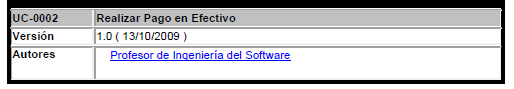 UC-0002 Realizar Pago en Efectivo
Versión 1.0 ( 13/10/2009 )
Autores Profesor de Ingeniería del Software